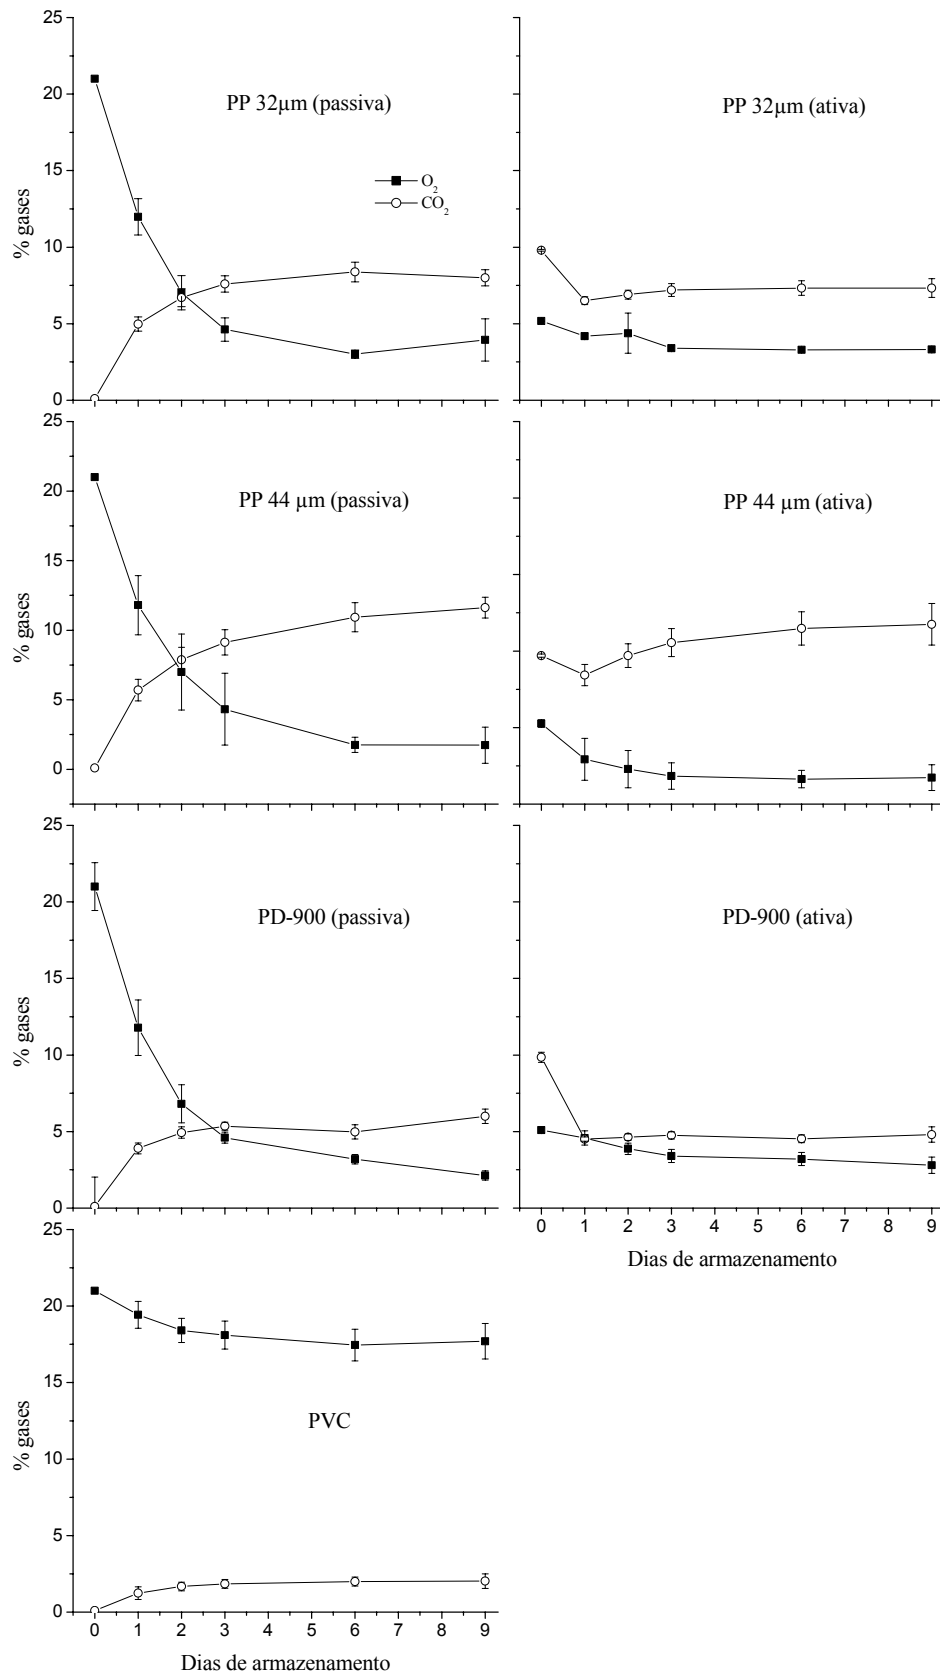 25
20
15
10
5
0
% gases
PP 32µm (passiva)
O2
CO2
PP 32µm (ativa)
25
20
15
10
5
0
% gases
PP 44 µm (passiva)
PP 44 µm (ativa)
25
20
15
10
5
0
% gases
PD-900 (passiva)
PD-900 (ativa)
0 1 2 3 4 5 6 7 8 9
Dias de armazenamento
25
20
15
10
5
0
% gases
PVC
0 1 2 3 4 5 6 7 8 9
Dias de armazenamento